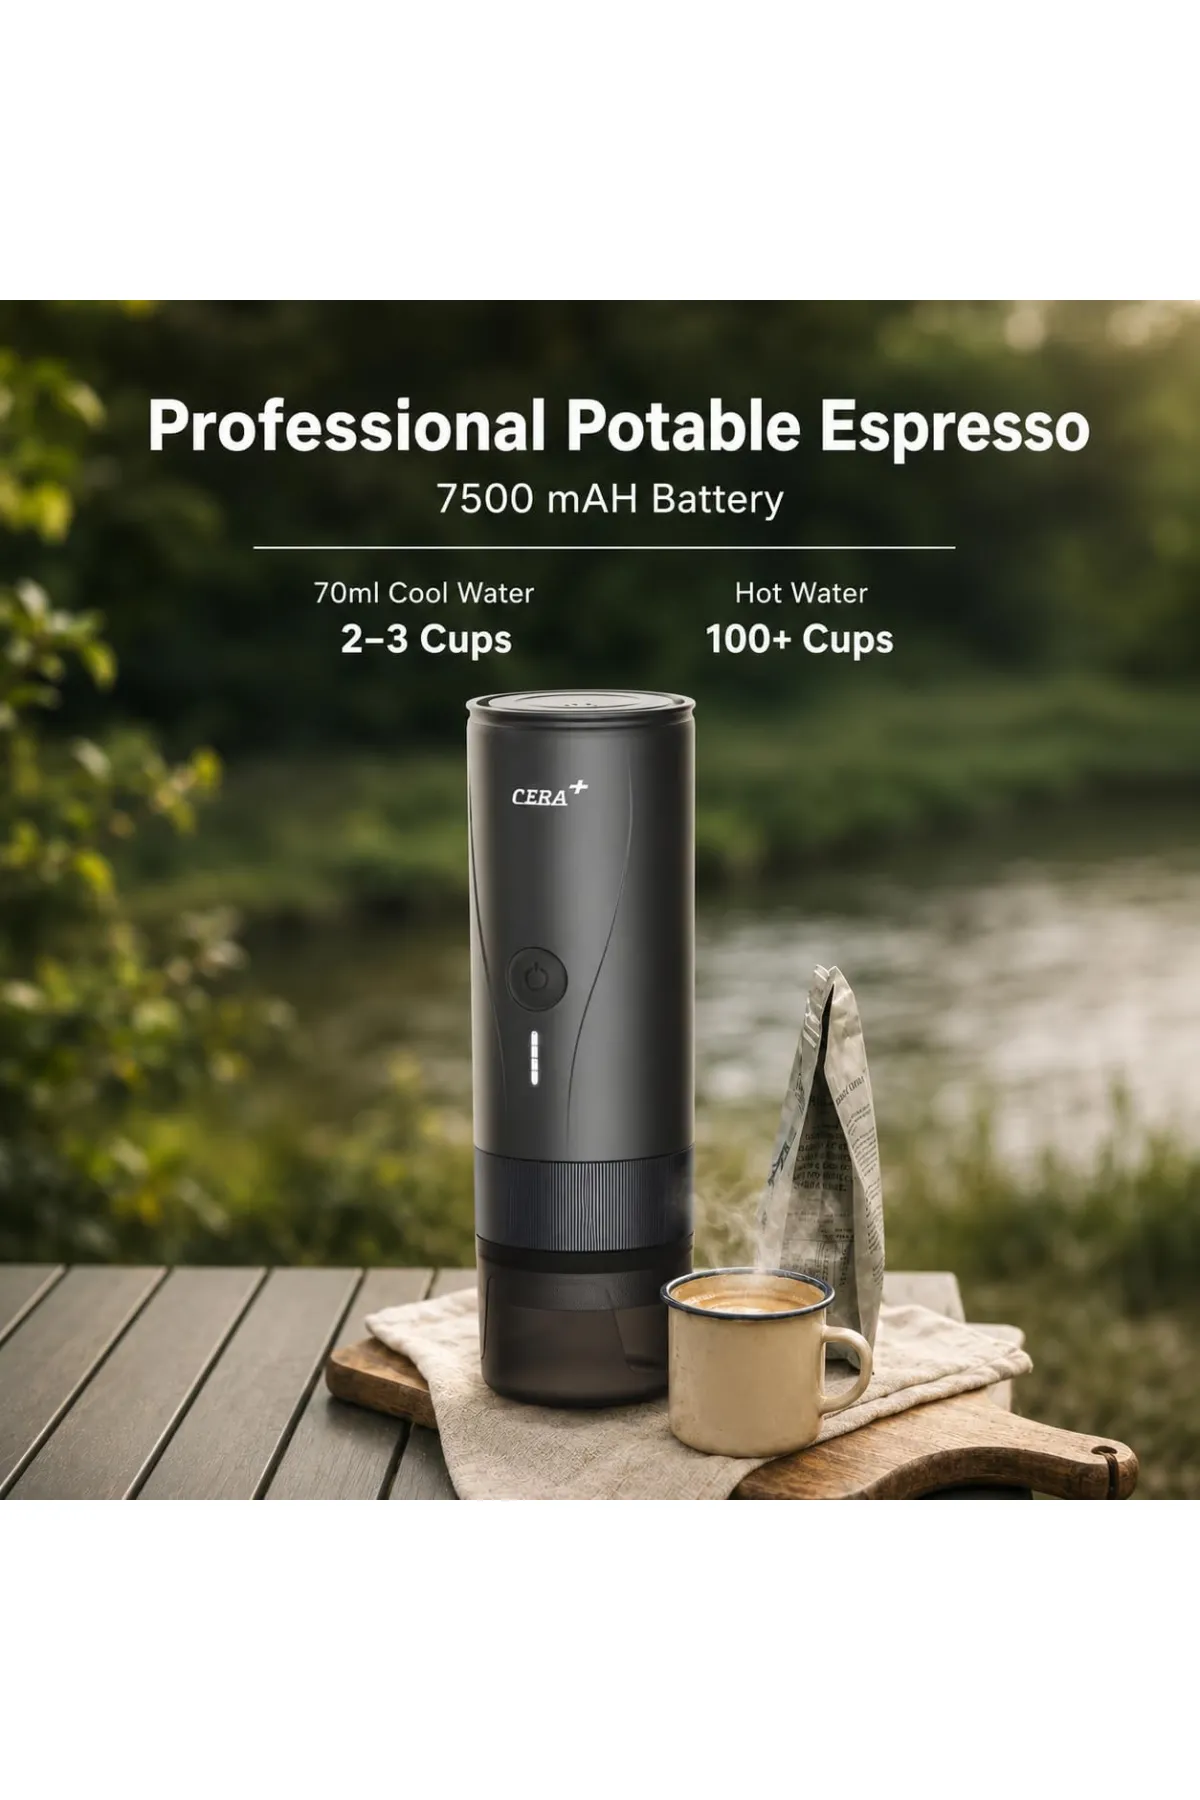 Professional Potable Espresso
7500 mAH Battery
70ml Cool Water
2–3 Cups
Hot Water
100+ Cups
CERA+